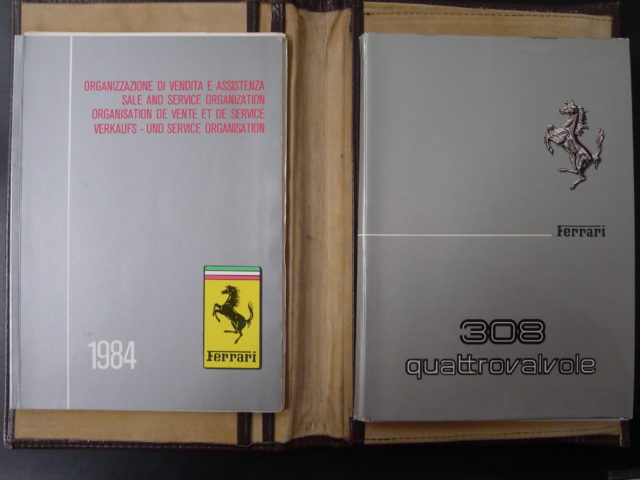 ORGANIZZAZIONE DI VENDITA E ASSISTENZA
SALE AND SERVICE ORGANIZATION
ORGANISATION DE VENTE ET DE SERVICE
VERKAUFS - UND SERVICE ORGANISATION
Ferrari
1984
Ferrari
308
quattrovalvole